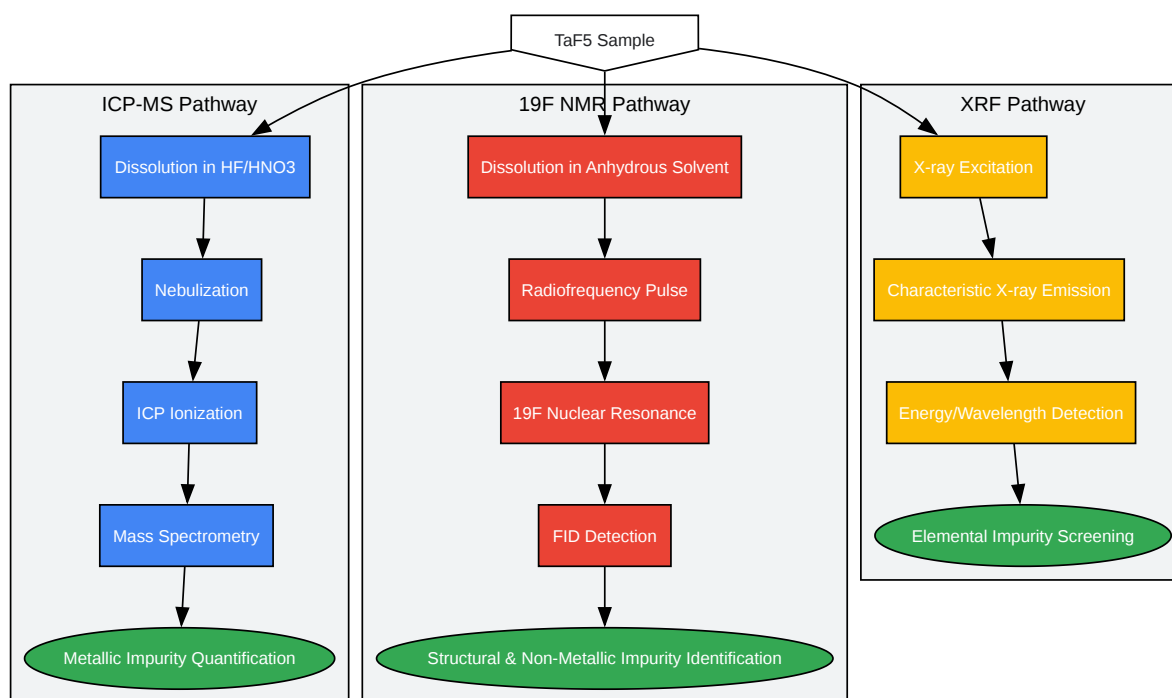 TaF5 Sample
ICP-MS Pathway
Dissolution in HF/HNO3
Nebulization
ICP Ionization
Mass Spectrometry
Metallic Impurity Quantification
19F NMR Pathway
Dissolution in Anhydrous Solvent
Radiofrequency Pulse
19F Nuclear Resonance
FID Detection
Structural & Non-Metallic Impurity Identification
XRF Pathway
X-ray Excitation
Characteristic X-ray Emission
Energy/Wavelength Detection
Elemental Impurity Screening